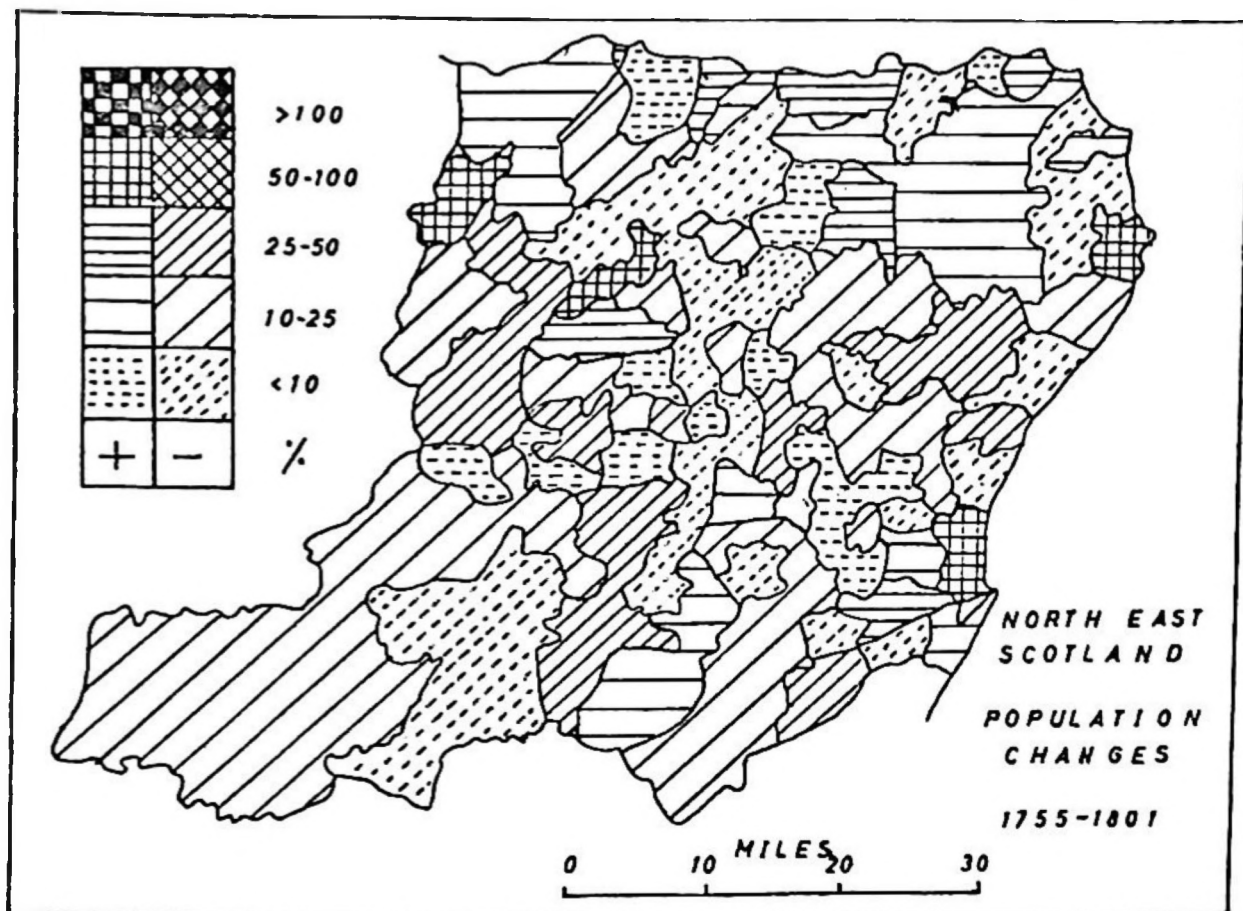 >100
50-100
25-50
10-25
<10
+ - %
NORTH EAST
SCOTLAND
POPULATION
CHANGES
1755-1801
MILES
0 10 20 30